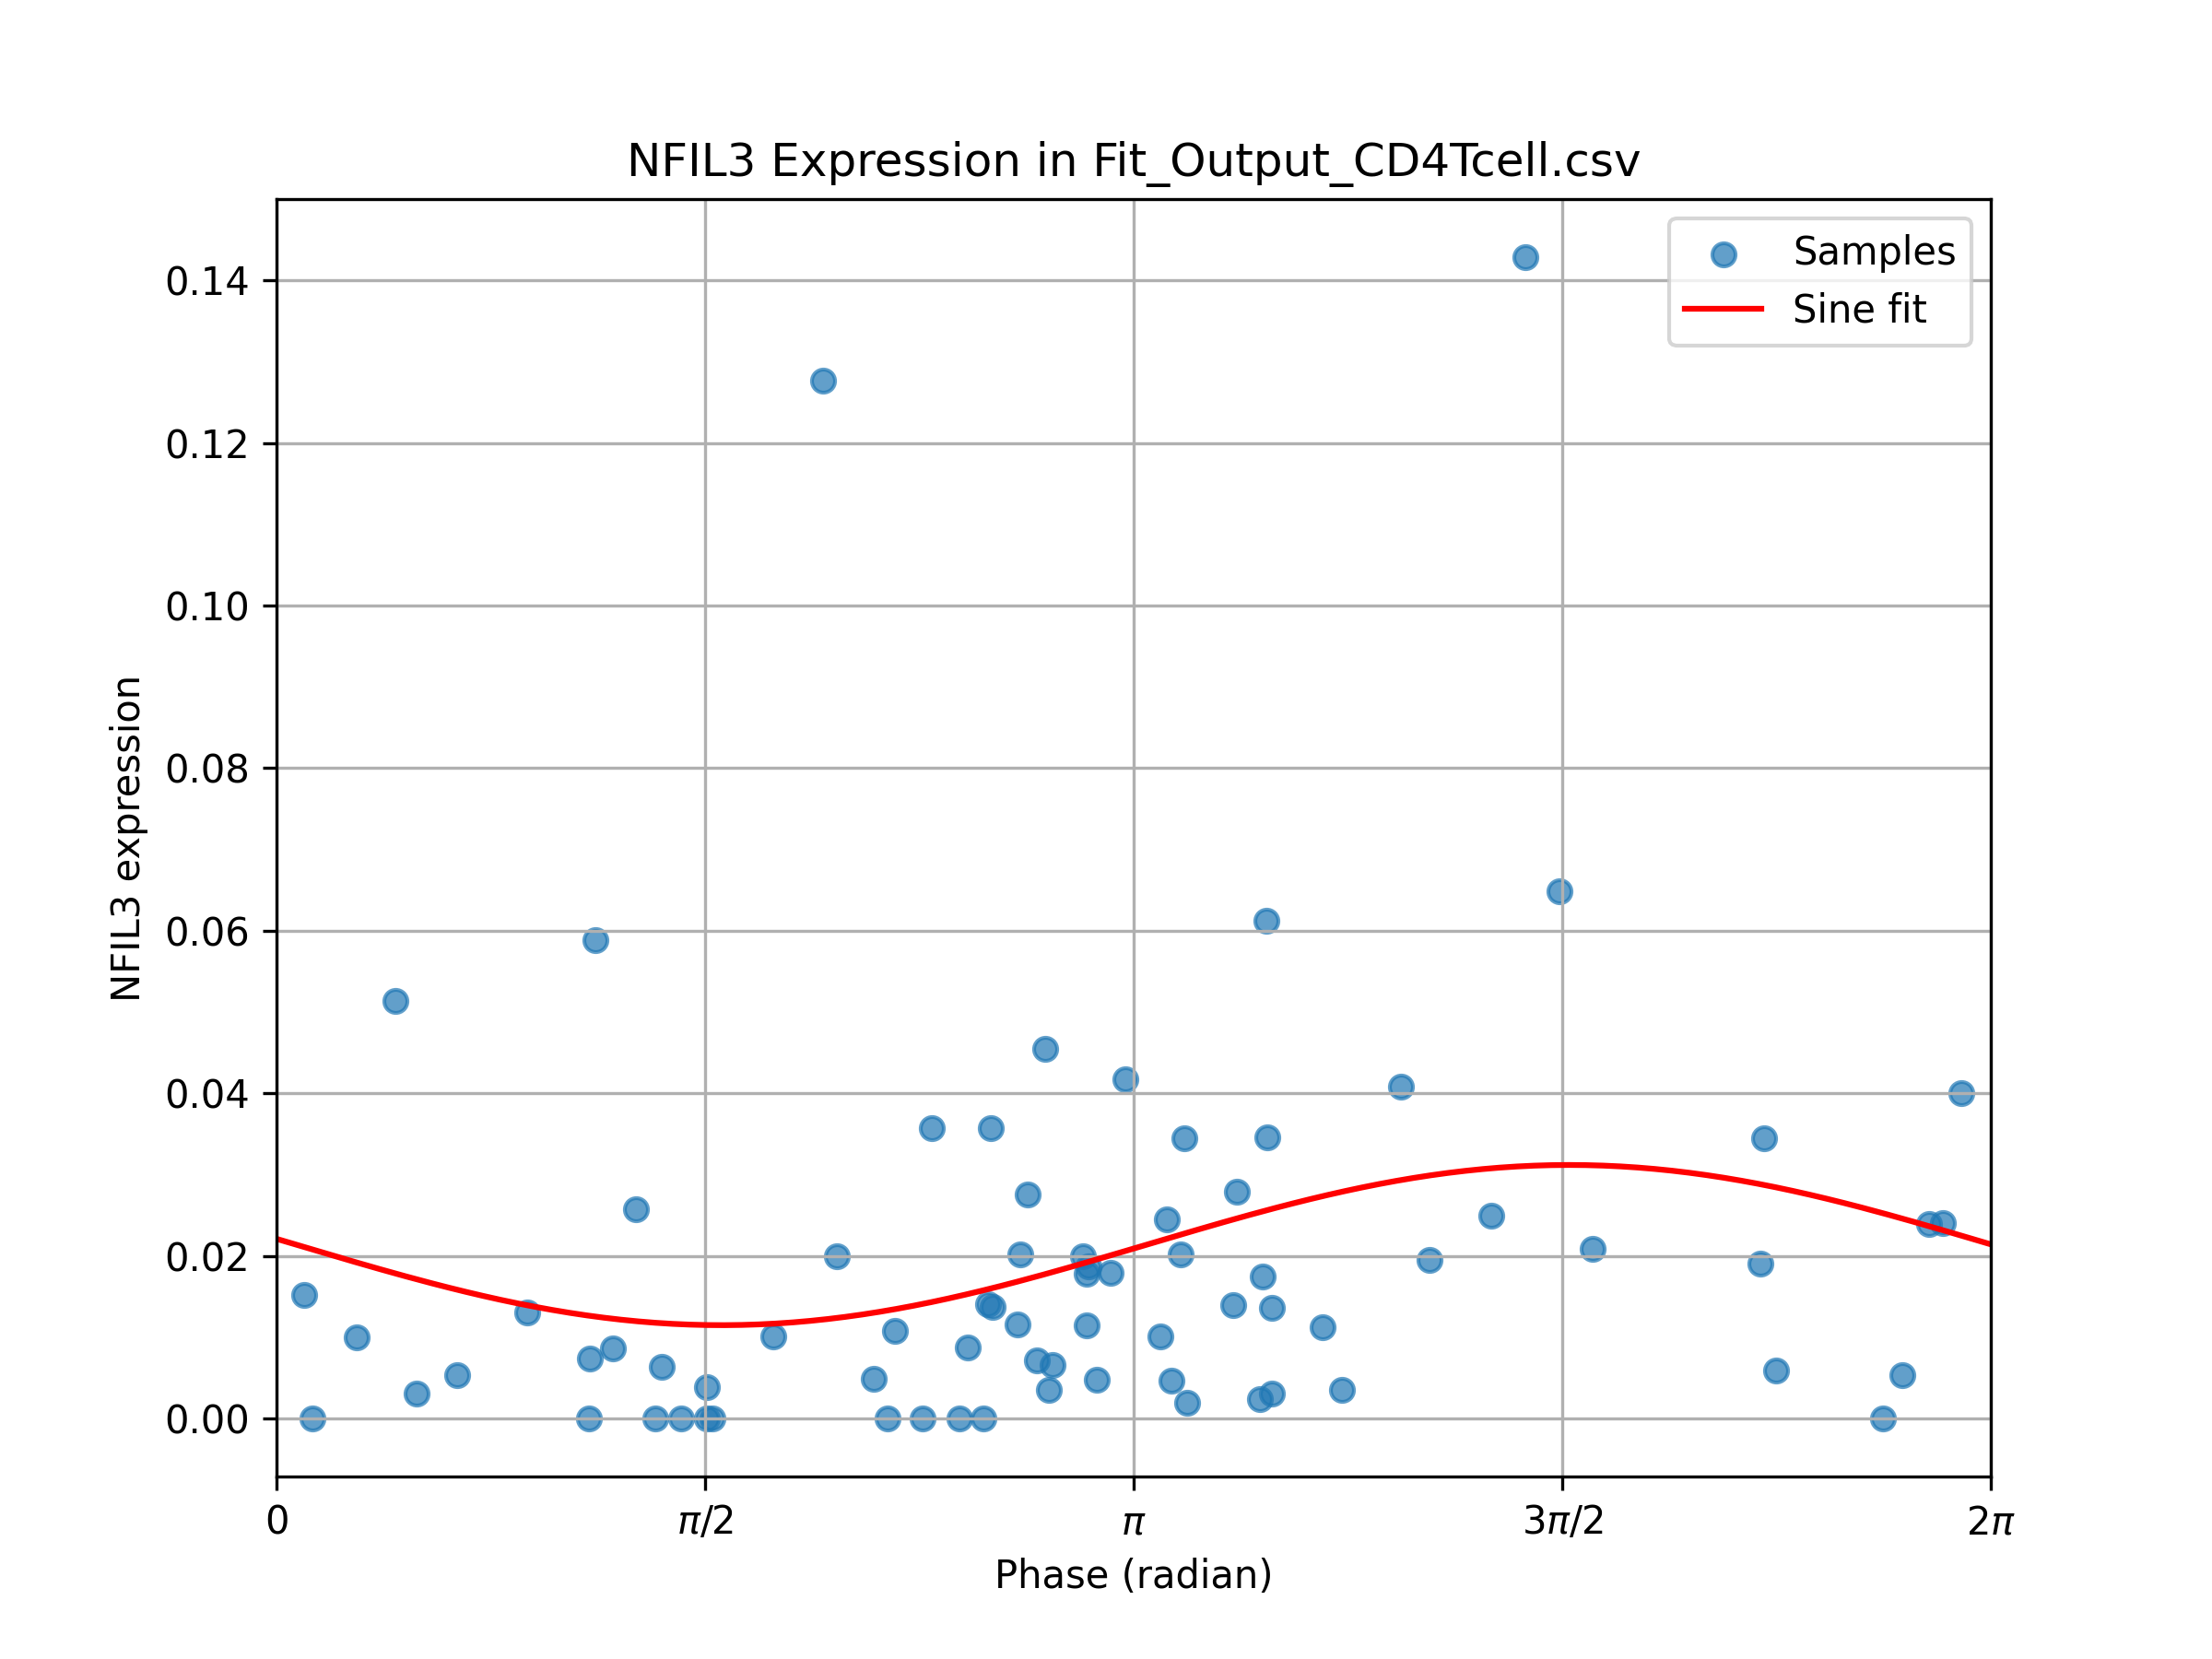 NFIL3 Expression in Fit_Output_CD4Tcell.csv
Samples
Sine fit
0.14
0.12
0.10
0.08
0.06
0.04
0.02
0.00
NFIL3 expression
0 π/2 π 3π/2 2π
Phase (radian)